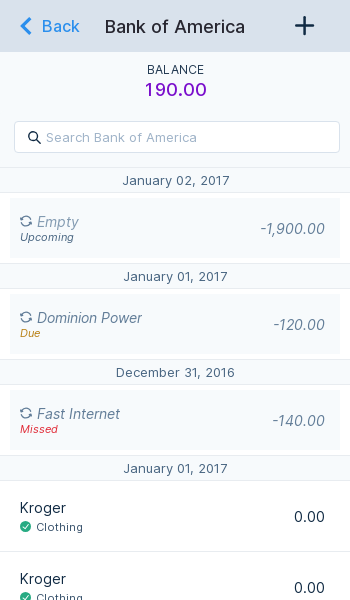 Back Bank of America
BALANCE
190.00
Search Bank of America
January 02, 2017
Empty -1,900.00
Upcoming
January 01, 2017
Dominion Power -120.00
Due
December 31, 2016
Fast Internet -140.00
Missed
January 01, 2017
Kroger 0.00
Clothing
Kroger 0.00
Clothing